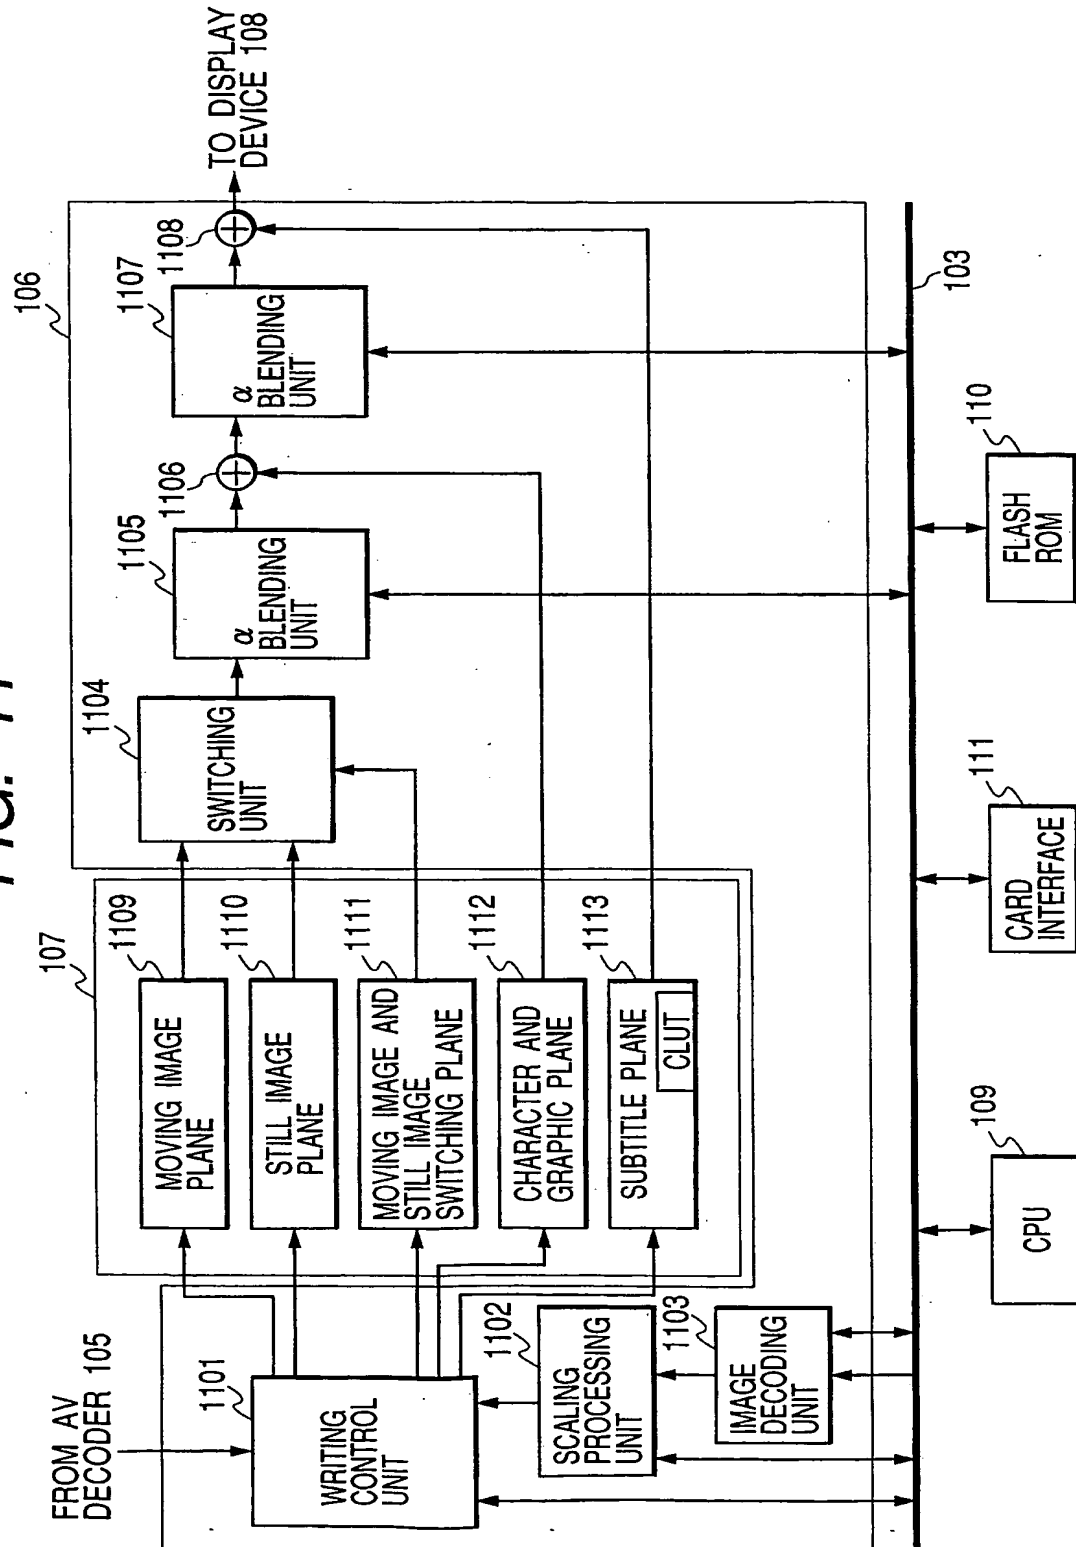 FIG. 11
FROM AV
DECODER 105
1101
WRITING
CONTROL
UNIT
1102
SCALING
PROCESSING
UNIT
1103
IMAGE
DECODING
UNIT
107
1109
MOVING IMAGE
PLANE
1110
STILL IMAGE
PLANE
1111
MOVING IMAGE AND
STILL IMAGE
SWITCHING PLANE
1112
CHARACTER AND
GRAPHIC PLANE
1113
SUBTITLE PLANE
CLUT
106
1104
SWITCHING
UNIT
1105
α
BLENDING
UNIT
1106
1107
α
BLENDING
UNIT
1108
TO DISPLAY
DEVICE 108
103
109
CPU
111
CARD
INTERFACE
110
FLASH
ROM